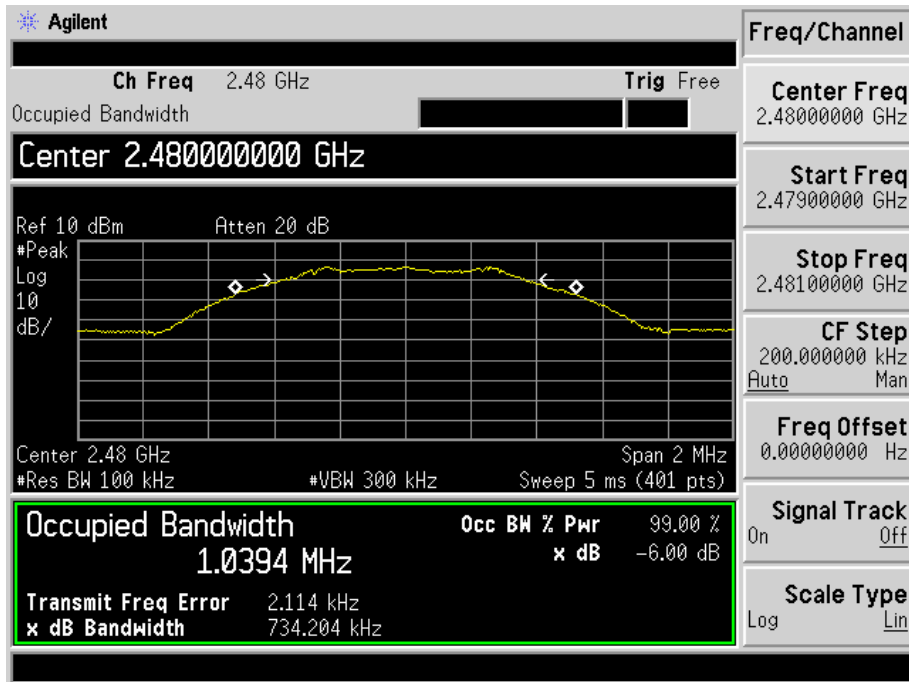 Agilent
Freq/Channel
Ch Freq 2.48 GHz Trig Free
Occupied Bandwidth
Center 2.480000000 GHz
Ref 10 dBm Atten 20 dB
#Peak
Log
10
dB/
Center 2.48 GHz Span 2 MHz
#Res BW 100 kHz #VBW 300 kHz Sweep 5 ms (401 pts)
Occupied Bandwidth
1.0394 MHz
Occ BW % Pwr 99.00 %
x dB -6.00 dB
Transmit Freq Error 2.114 kHz
x dB Bandwidth 734.204 kHz
Center Freq
2.48000000 GHz
Start Freq
2.47900000 GHz
Stop Freq
2.48100000 GHz
CF Step
200.000000 kHz
Auto Man
Freq Offset
0.00000000 Hz
Signal Track
On Off
Scale Type
Log Lin